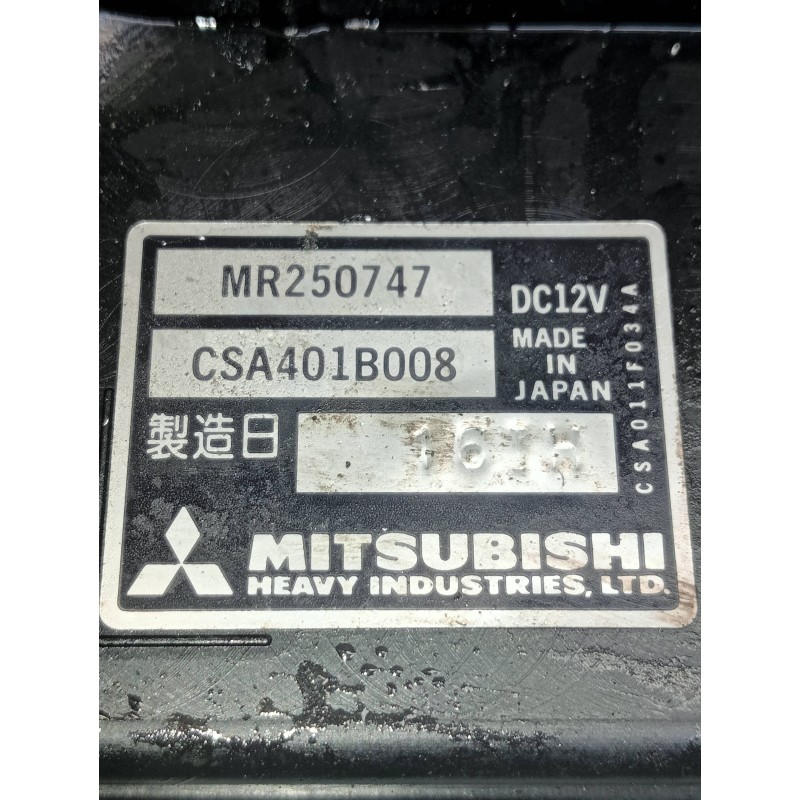 MR250747
DC12V
CSA401B008
MADE
IN
JAPAN
CSA011F034A
製造日
MITSUBISHI
HEAVY INDUSTRIES, LTD.